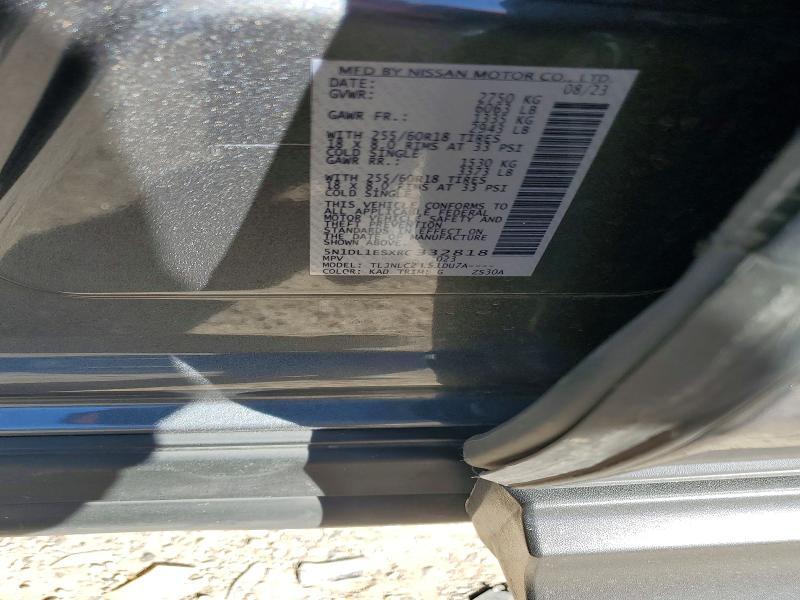 MFD BY NISSAN MOTOR CO., LTD.
DATE: 08/23
GVWR: 2750 KG
6063 LB
GAWR FR.: 1335 KG
2943 LB
WITH 255/60R18 TIRES
18 X 8.0 RIMS AT 33 PSI
COLD SINGLE
GAWR RR.: 1530 KG
3373 LB
WITH 255/60R18 TIRES
18 X 8.0 RIMS AT 33 PSI
COLD SINGLE
THIS VEHICLE CONFORMS TO
ALL APPLICABLE FEDERAL
MOTOR VEHICLE SAFETY AND
THEFT PREVENTION
STANDARDS IN EFFECT ON
THE DATE OF MANUFACTURE
SHOWN ABOVE.
5N1DL1ESXRC332818
MPV 023
MODEL:
COLOR: KAD TRIM: G ZS30A